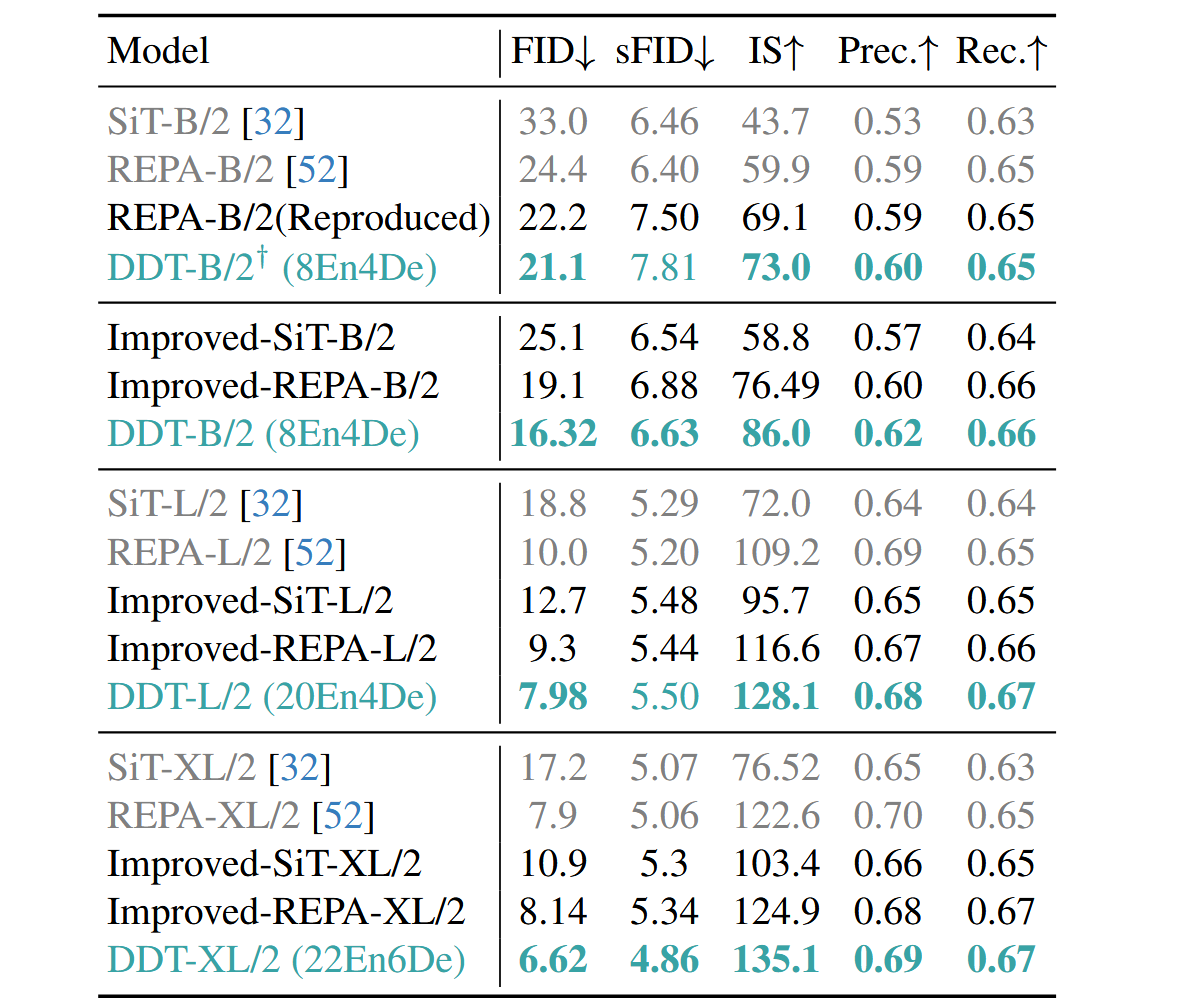 Model FID↓ sFID↓ IS↑ Prec.↑ Rec.↑
SiT-B/2 [32] 33.0 6.46 43.7 0.53 0.63
REPA-B/2 [52] 24.4 6.40 59.9 0.59 0.65
REPA-B/2(Reproduced) 22.2 7.50 69.1 0.59 0.65
DDT-B/2† (8En4De) 21.1 7.81 73.0 0.60 0.65
Improved-SiT-B/2 25.1 6.54 58.8 0.57 0.64
Improved-REPA-B/2 19.1 6.88 76.49 0.60 0.66
DDT-B/2 (8En4De) 16.32 6.63 86.0 0.62 0.66
SiT-L/2 [32] 18.8 5.29 72.0 0.64 0.64
REPA-L/2 [52] 10.0 5.20 109.2 0.69 0.65
Improved-SiT-L/2 12.7 5.48 95.7 0.65 0.65
Improved-REPA-L/2 9.3 5.44 116.6 0.67 0.66
DDT-L/2 (20En4De) 7.98 5.50 128.1 0.68 0.67
SiT-XL/2 [32] 17.2 5.07 76.52 0.65 0.63
REPA-XL/2 [52] 7.9 5.06 122.6 0.70 0.65
Improved-SiT-XL/2 10.9 5.3 103.4 0.66 0.65
Improved-REPA-XL/2 8.14 5.34 124.9 0.68 0.67
DDT-XL/2 (22En6De) 6.62 4.86 135.1 0.69 0.67